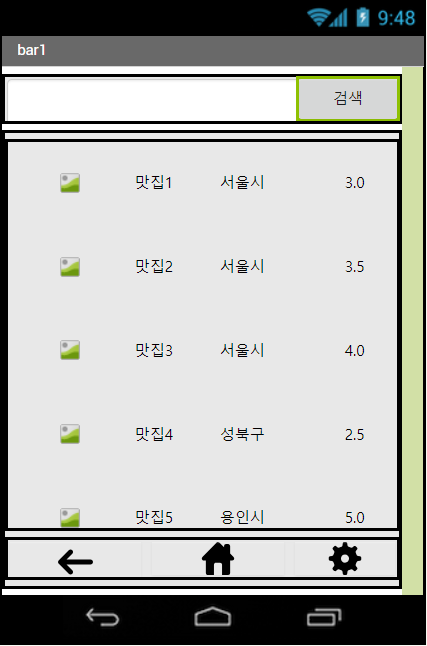 9:48
bar1
검색
맛집1 서울시 3.0
맛집2 서울시 3.5
맛집3 서울시 4.0
맛집4 성북구 2.5
맛집5 용인시 5.0